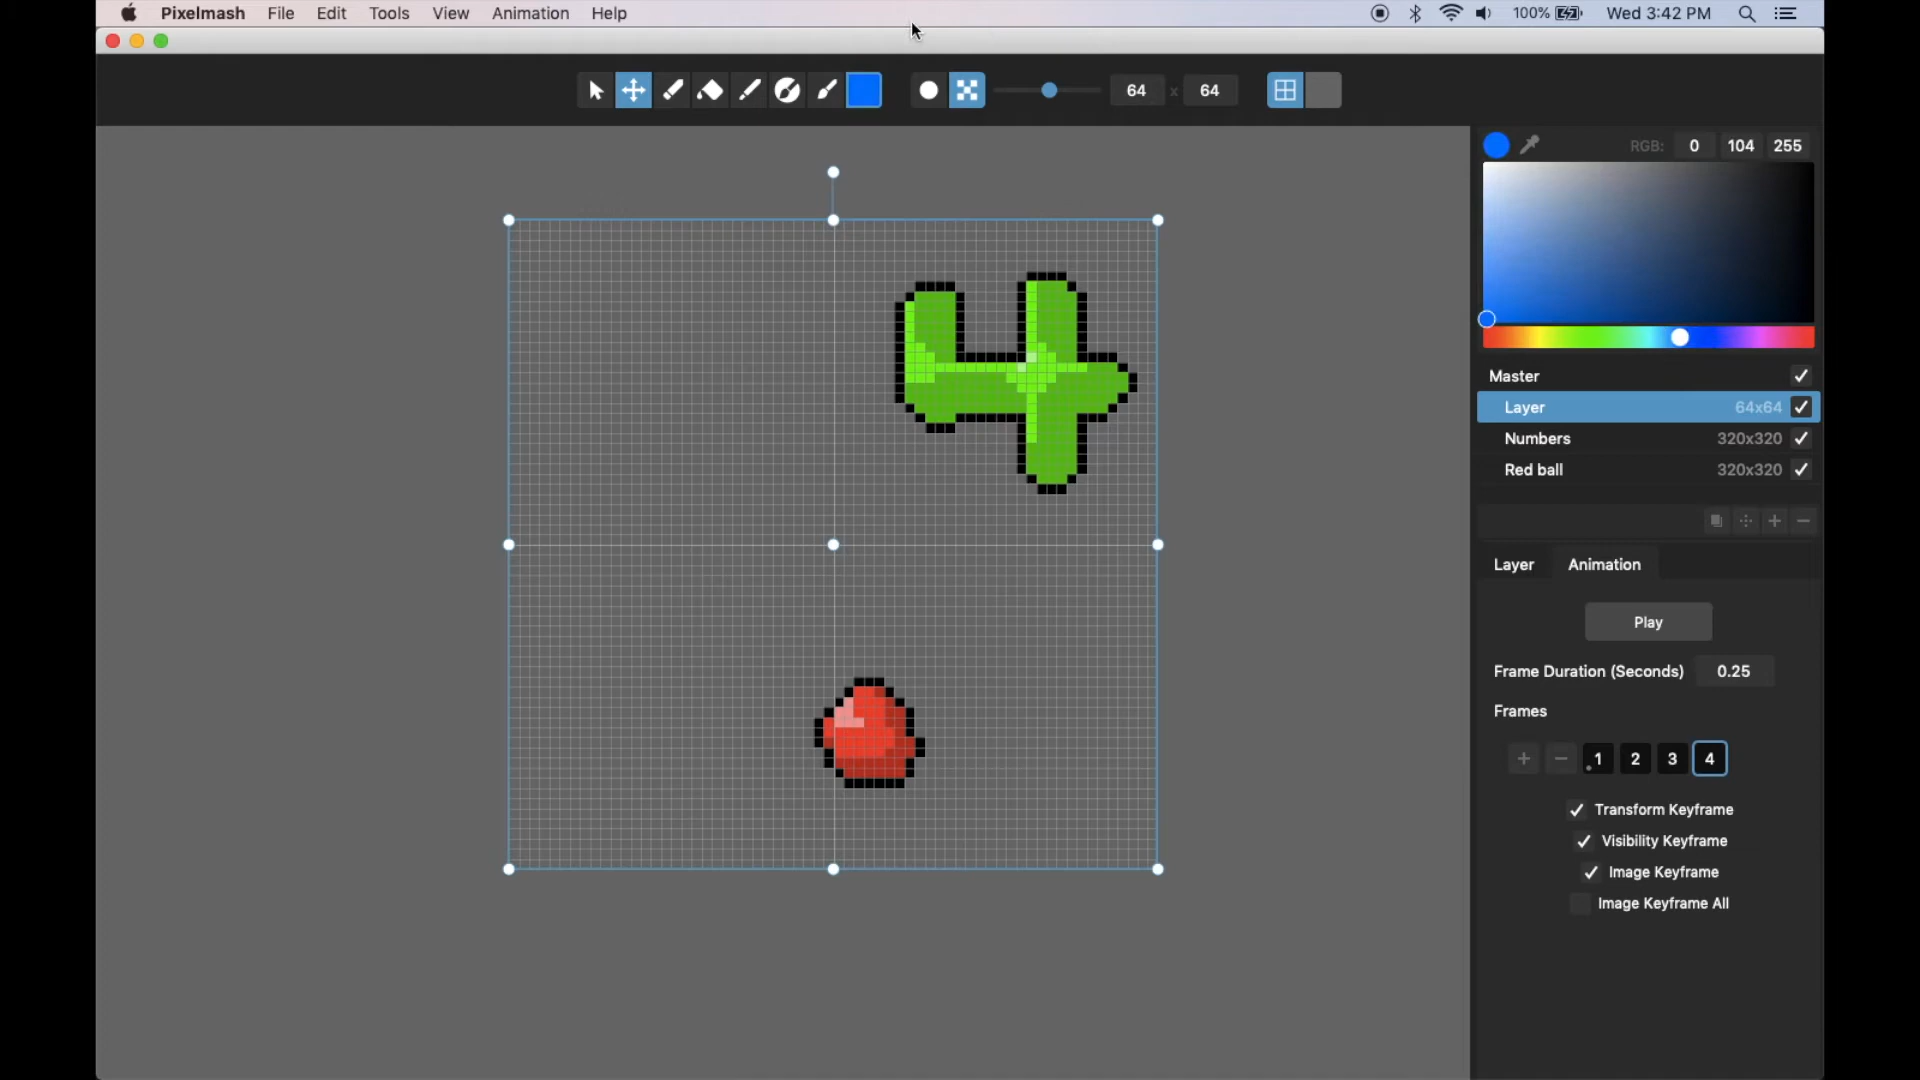 Pixelmash File Edit Tools View Animation Help 100% Wed 3:42 PM
64 x 64
RGB: 0 104 255
Master
Layer 64x64
Numbers 320x320
Red ball 320x320
Layer Animation
Play
Frame Duration (Seconds) 0.25
Frames
+ − 1 2 3 4
Transform Keyframe
Visibility Keyframe
Image Keyframe
Image Keyframe All
4